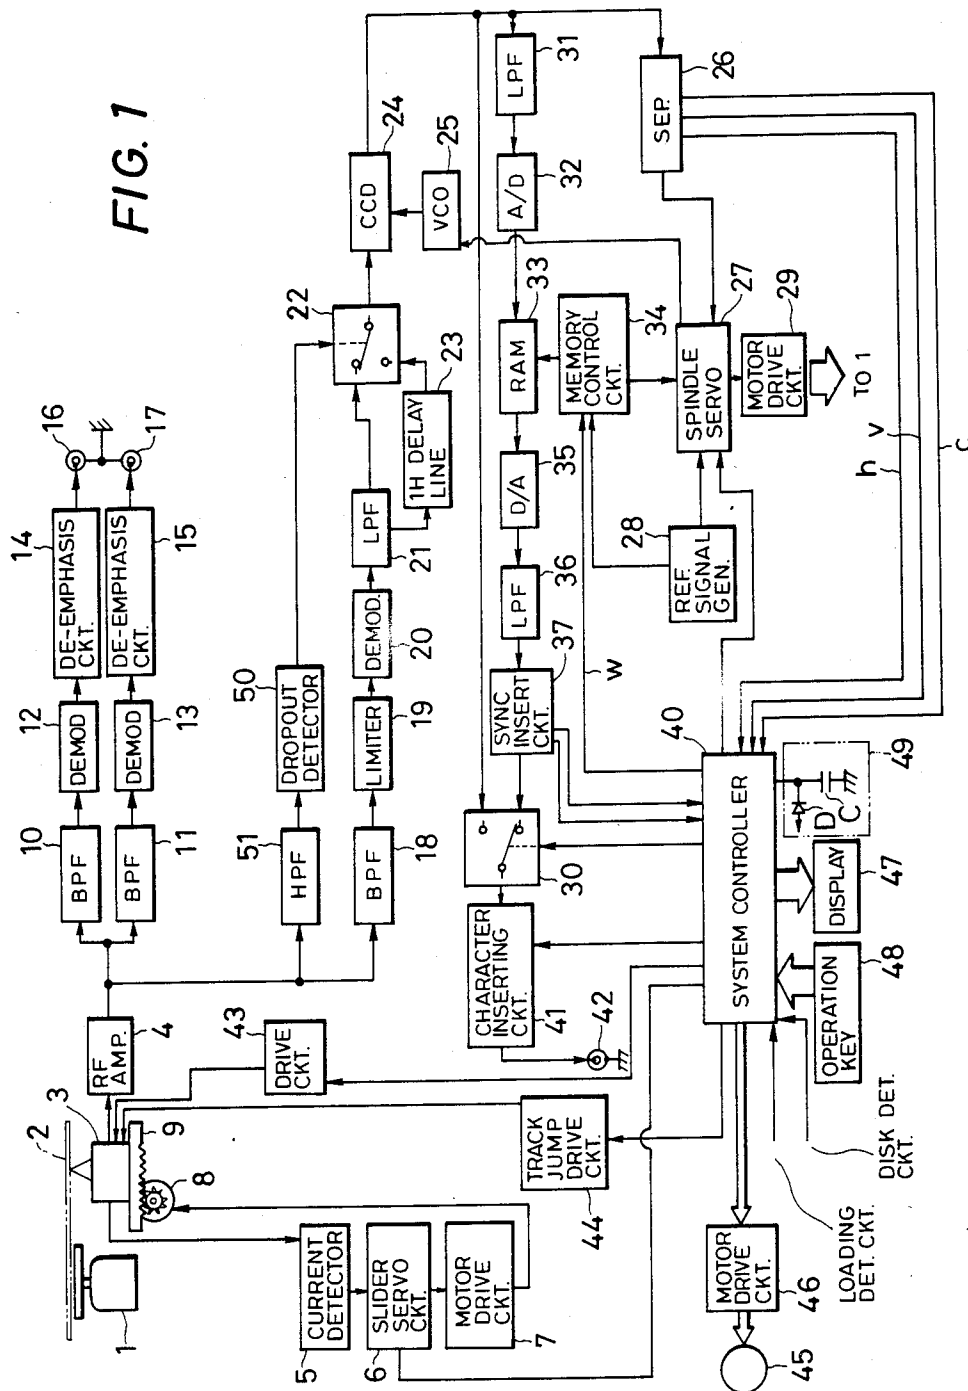 FIG. 1
1
2
3
RF
AMP.
4
CURRENT
DETECTOR
5
SLIDER
SERVO
CKT.
6
MOTOR
DRIVE
CKT.
7
8
9
BPF
10
BPF
11
DEMOD
12
DEMOD
13
DE-EMPHASIS
CKT.
14
DE-EMPHASIS
CKT.
15
16
17
HPF
51
DROPOUT
DETECTOR
50
BPF
18
LIMITER
19
DEMOD.
20
LPF
21
22
1H DELAY
LINE
23
CCD
24
VCO
25
SEP.
26
LPF
31
A/D
32
RAM
33
MEMORY
CONTROL
CKT.
34
D/A
35
LPF
36
SYNC
INSERT
CKT.
37
SPINDLE
SERVO
27
MOTOR
DRIVE
CKT.
29
TO 1
REF.
SIGNAL
GEN.
28
30
CHARACTER
INSERTING
CKT.
41
42
DRIVE
CKT.
43
TRACK
JUMP
DRIVE
CKT.
44
w
h
v
c
SYSTEM CONTROLLER
40
D
C
49
DISPLAY
47
OPERATION
KEY
48
DISK DET.
CKT.
LOADING
DET. CKT.
MOTOR
DRIVE
CKT.
46
45